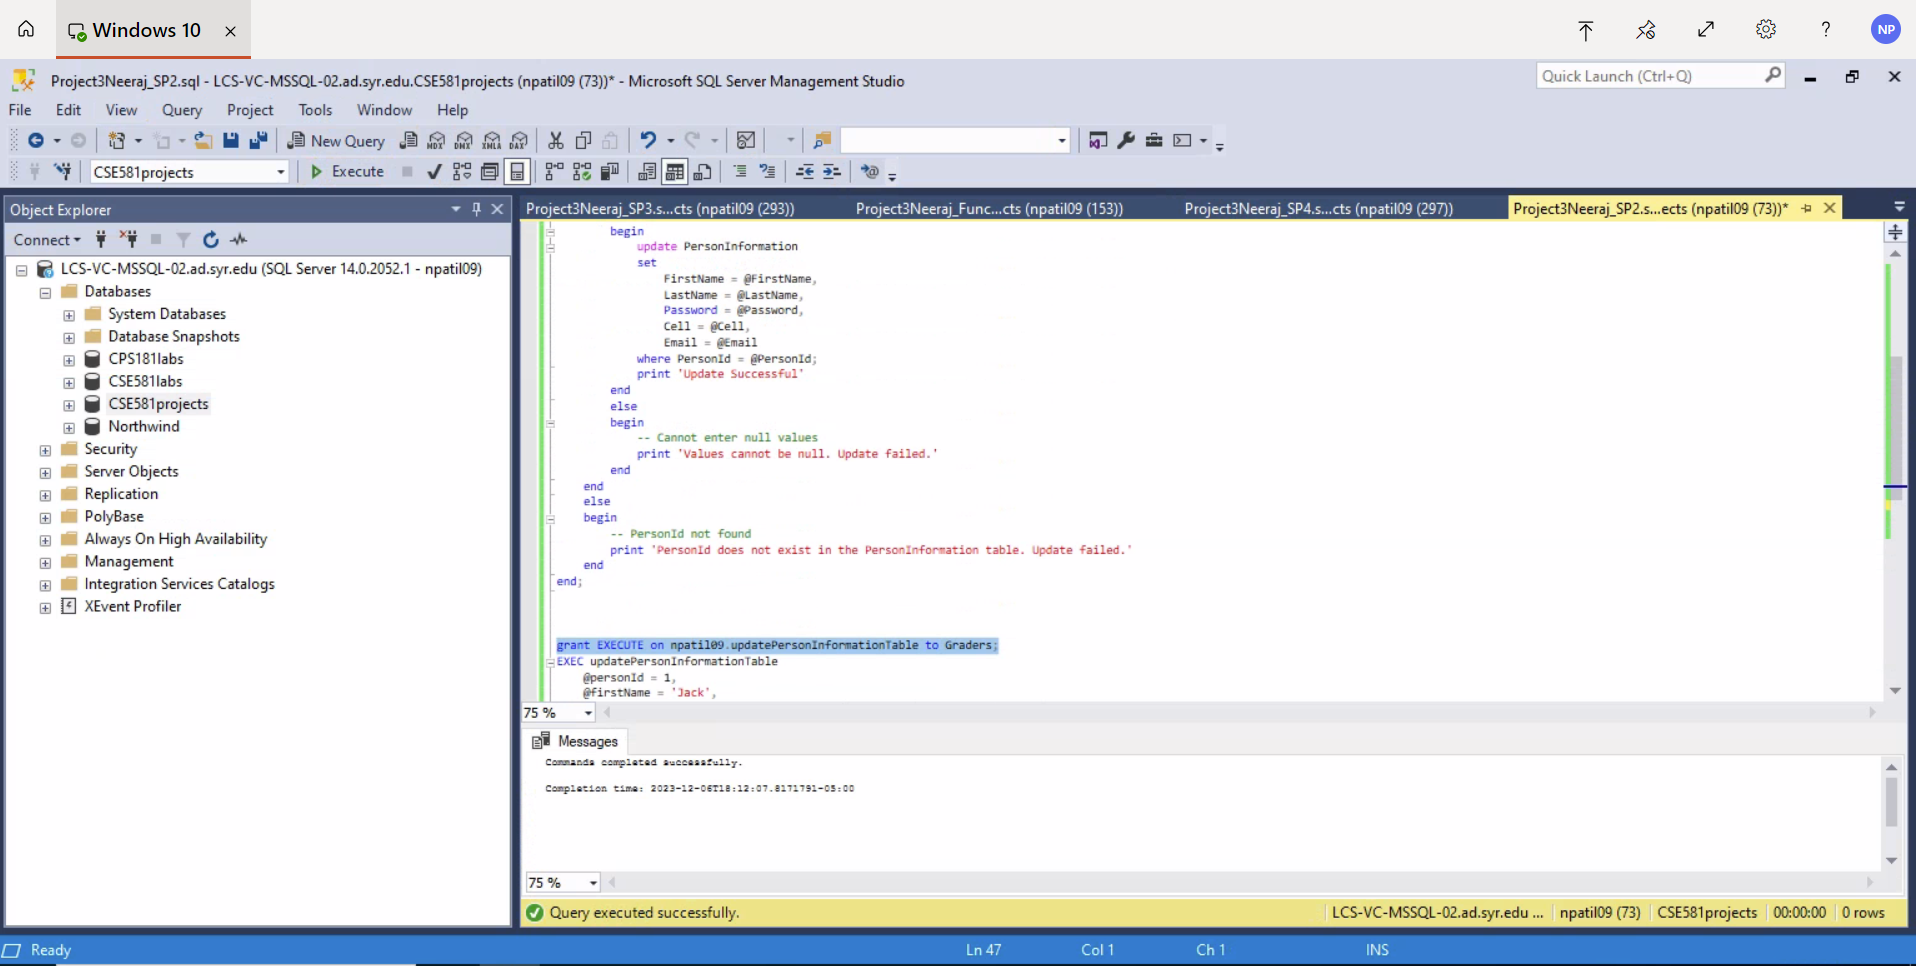 Windows 10
NP
Project3Neeraj_SP2.sql - LCS-VC-MSSQL-02.ad.syr.edu.CSE581projects (npatil09 (73))* - Microsoft SQL Server Management Studio
Quick Launch (Ctrl+Q)
File Edit View Query Project Tools Window Help
New Query MDX DMX XMLA DAX
CSE581projects Execute
Object Explorer
Project3Neeraj_SP3.s...cts (npatil09 (293)) Project3Neeraj_Func...cts (npatil09 (153)) Project3Neeraj_SP4.s...cts (npatil09 (297)) Project3Neeraj_SP2.s...ects (npatil09 (73))*
Connect
LCS-VC-MSSQL-02.ad.syr.edu (SQL Server 14.0.2052.1 - npatil09)
Databases
System Databases
Database Snapshots
CPS181labs
CSE581labs
CSE581projects
Northwind
Security
Server Objects
Replication
PolyBase
Always On High Availability
Management
Integration Services Catalogs
XEvent Profiler
begin
update PersonInformation
set
FirstName = @FirstName,
LastName = @LastName,
Password = @Password,
Cell = @Cell,
Email = @Email
where PersonId = @PersonId;
print 'Update Successful'
end
else
begin
-- Cannot enter null values
print 'Values cannot be null. Update failed.'
end
end
else
begin
-- PersonId not found
print 'PersonId does not exist in the PersonInformation table. Update failed.'
end
end;
grant EXECUTE on npatil09.updatePersonInformationTable to Graders;
EXEC updatePersonInformationTable
@personId = 1,
@firstName = 'Jack',
75 %
Messages
Commands completed successfully.
Completion time: 2023-12-06T18:12:07.8171791-05:00
75 %
Query executed successfully. LCS-VC-MSSQL-02.ad.syr.edu ... npatil09 (73) CSE581projects 00:00:00 0 rows
Ready Ln 47 Col 1 Ch 1 INS